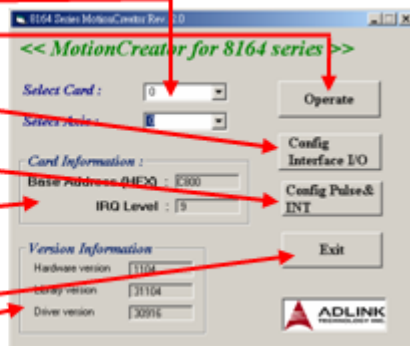 8164 Series MotionCreator Rev. 2.0
<< MotionCreator for 8164 series >>
Select Card :
0
Operate
Select Axis :
0
Config
Interface I/O
Card Information :
Base Address (HEX) : C800
IRQ Level : 9
Config Pulse&
INT
Exit
Version Information
Hardware version 1104
Library version 31104
Driver version 30916
ADLINK
TECHNOLOGY INC.